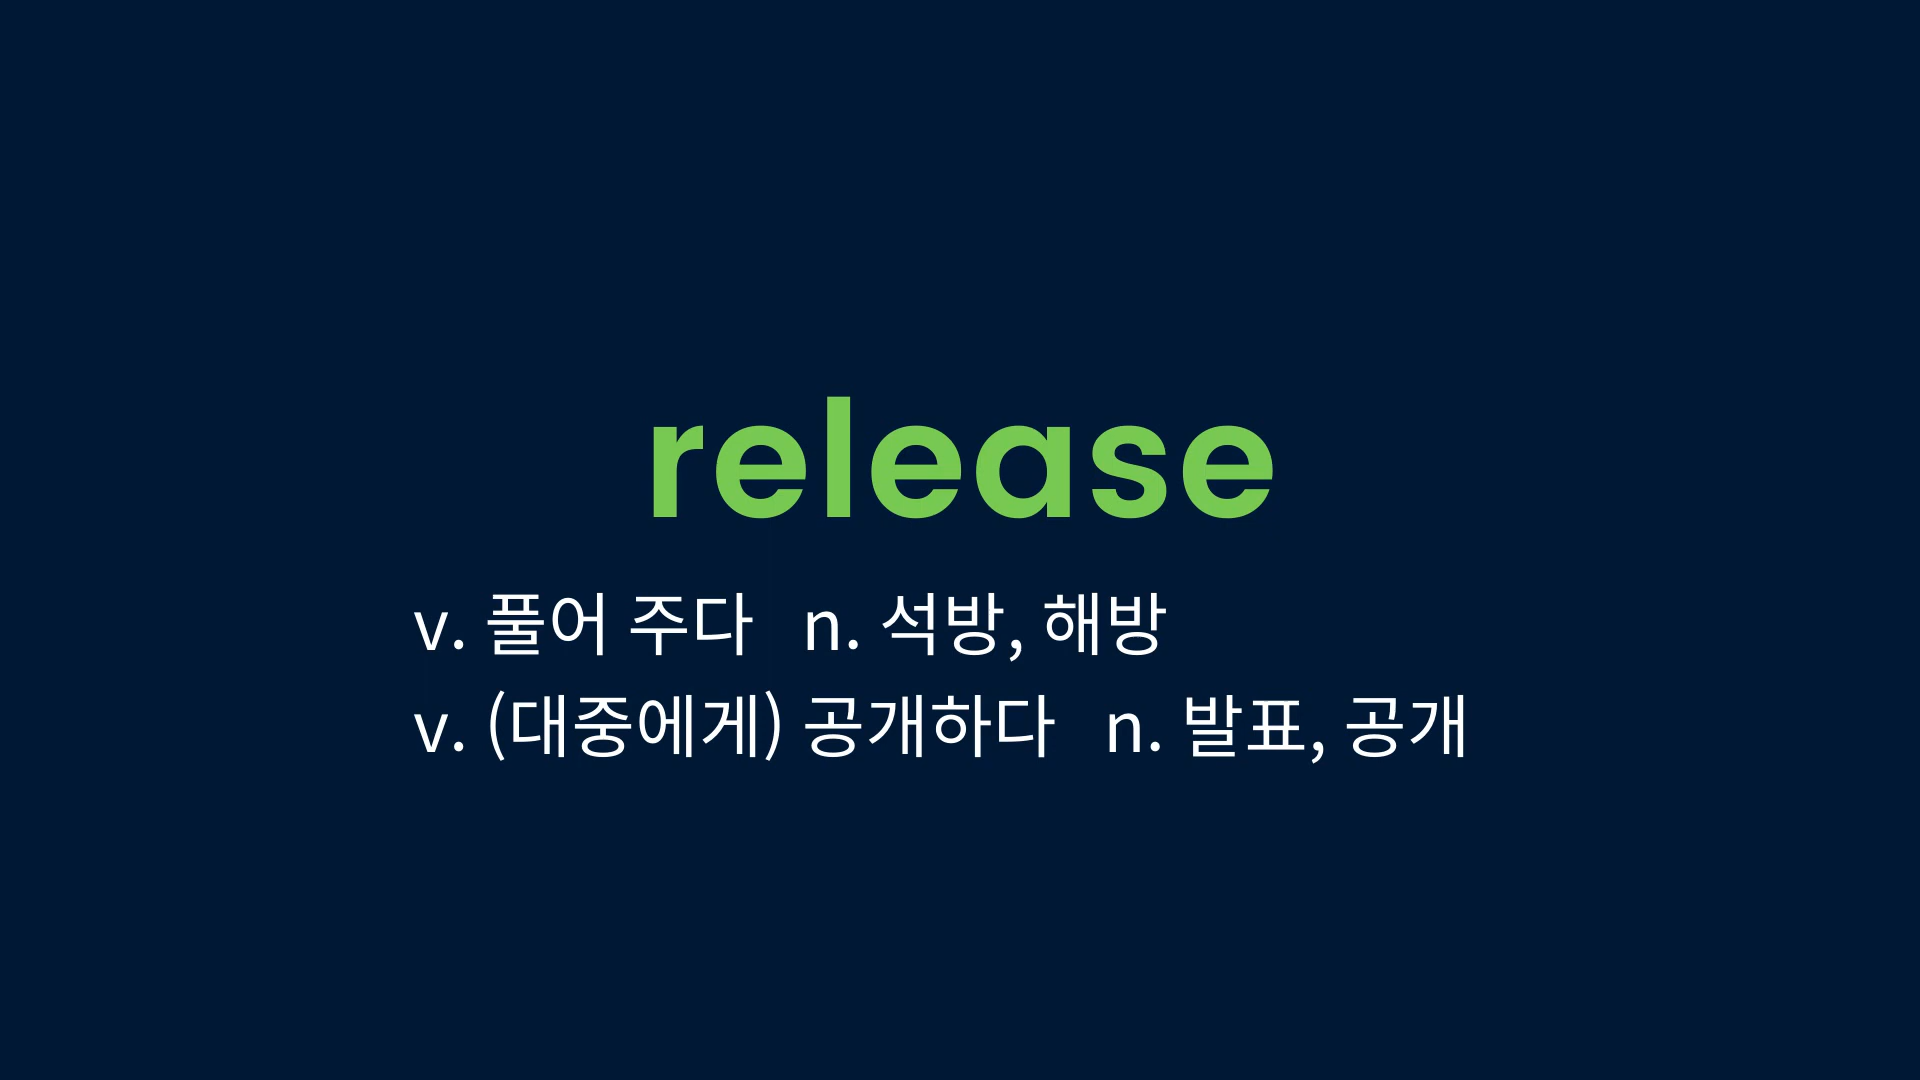 release
v. 풀어 주다 n. 석방, 해방
v. (대중에게) 공개하다 n. 발표, 공개